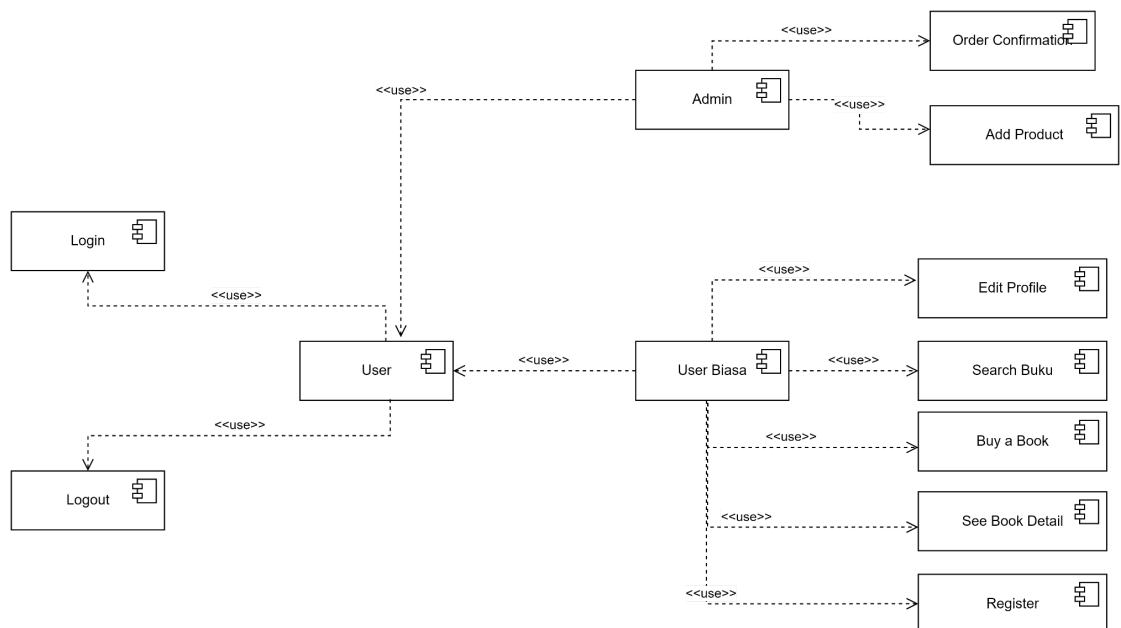 <<use>>
Order Confirmation
<<use>>
Admin
<<use>>
Add Product
Login
<<use>>
Edit Profile
<<use>>
User
<<use>>
User Biasa
<<use>>
Search Buku
<<use>>
<<use>>
Buy a Book
Logout
<<use>>
See Book Detail
<<use>>
Register